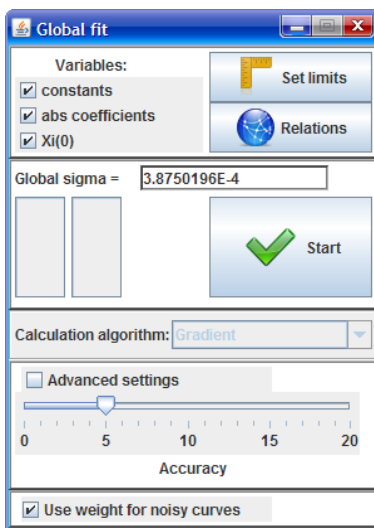 Global fit
Variables:
constants
abs coefficients
Xi(0)
Set limits
Relations
Global sigma = 3.8750196E-4
Start
Calculation algorithm: Gradient
Advanced settings
0 5 10 15 20
Accuracy
Use weight for noisy curves